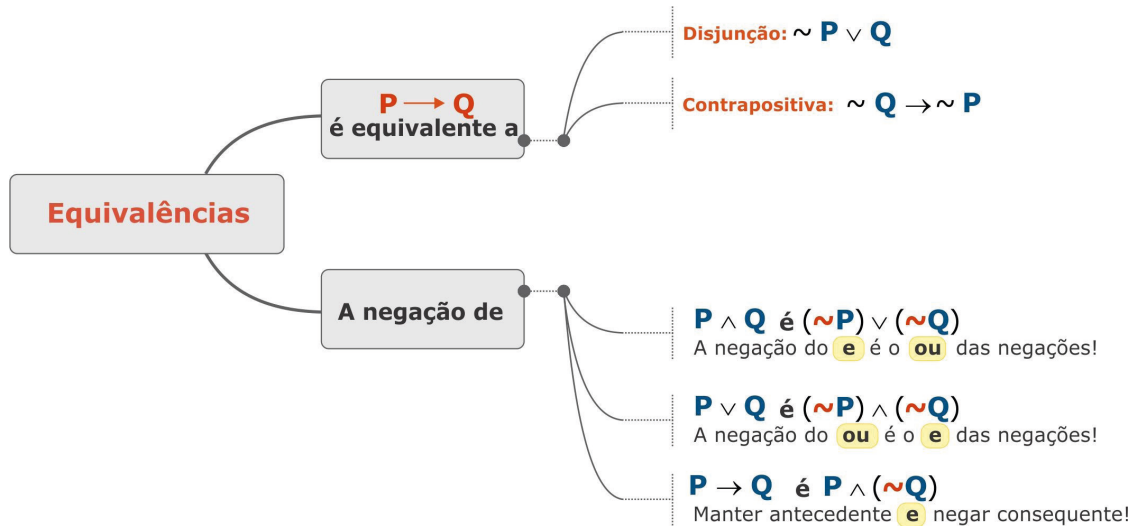 Equivalências
P → Q
é equivalente a
Disjunção: ~ P ∨ Q
Contrapositiva: ~ Q → ~ P
A negação de
P ∧ Q é (~P) ∨ (~Q)
A negação do e é o ou das negações!
P ∨ Q é (~P) ∧ (~Q)
A negação do ou é o e das negações!
P → Q é P ∧ (~Q)
Manter antecedente e negar consequente!